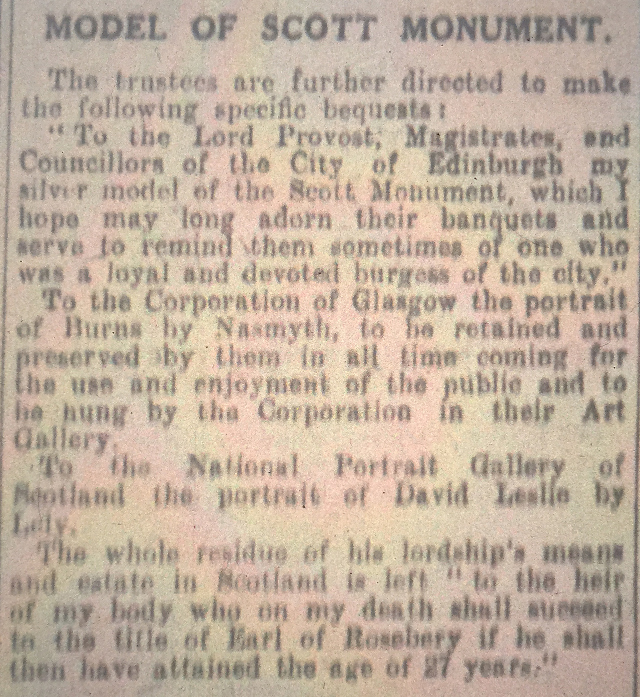 MODEL OF SCOTT MONUMENT.
The trustees are further directed to make
the following specific bequests:
"To the Lord Provost, Magistrates, and
Councillors of the City of Edinburgh my
silver model of the Scott Monument, which I
hope may long adorn their banquets and
serve to remind them sometimes of one who
was a loyal and devoted burgess of the city."
To the Corporation of Glasgow the portrait
of Burns by Nasmyth, to be retained and
preserved by them in all time coming for
the use and enjoyment of the public and to
be hung by the Corporation in their Art
Gallery.
To the National Portrait Gallery of
Scotland the portrait of David Leslie by
Lely.
The whole residue of his lordship's means
and estate in Scotland is left "to the heir
of my body who on my death shall succeed
to the title of Earl of Rosebery if he shall
then have attained the age of 27 years."